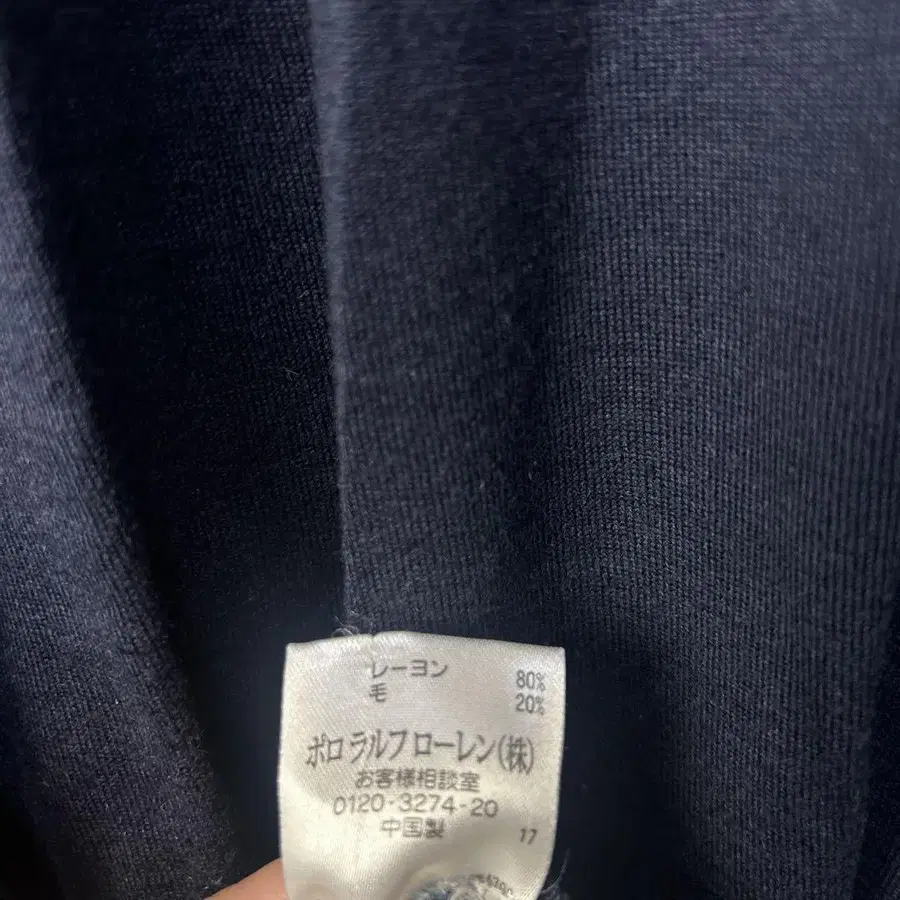 レーヨン 80%
毛 20%
ポロ ラルフ ローレン(株)
お客様相談室
0120-3274-20
中国製 17